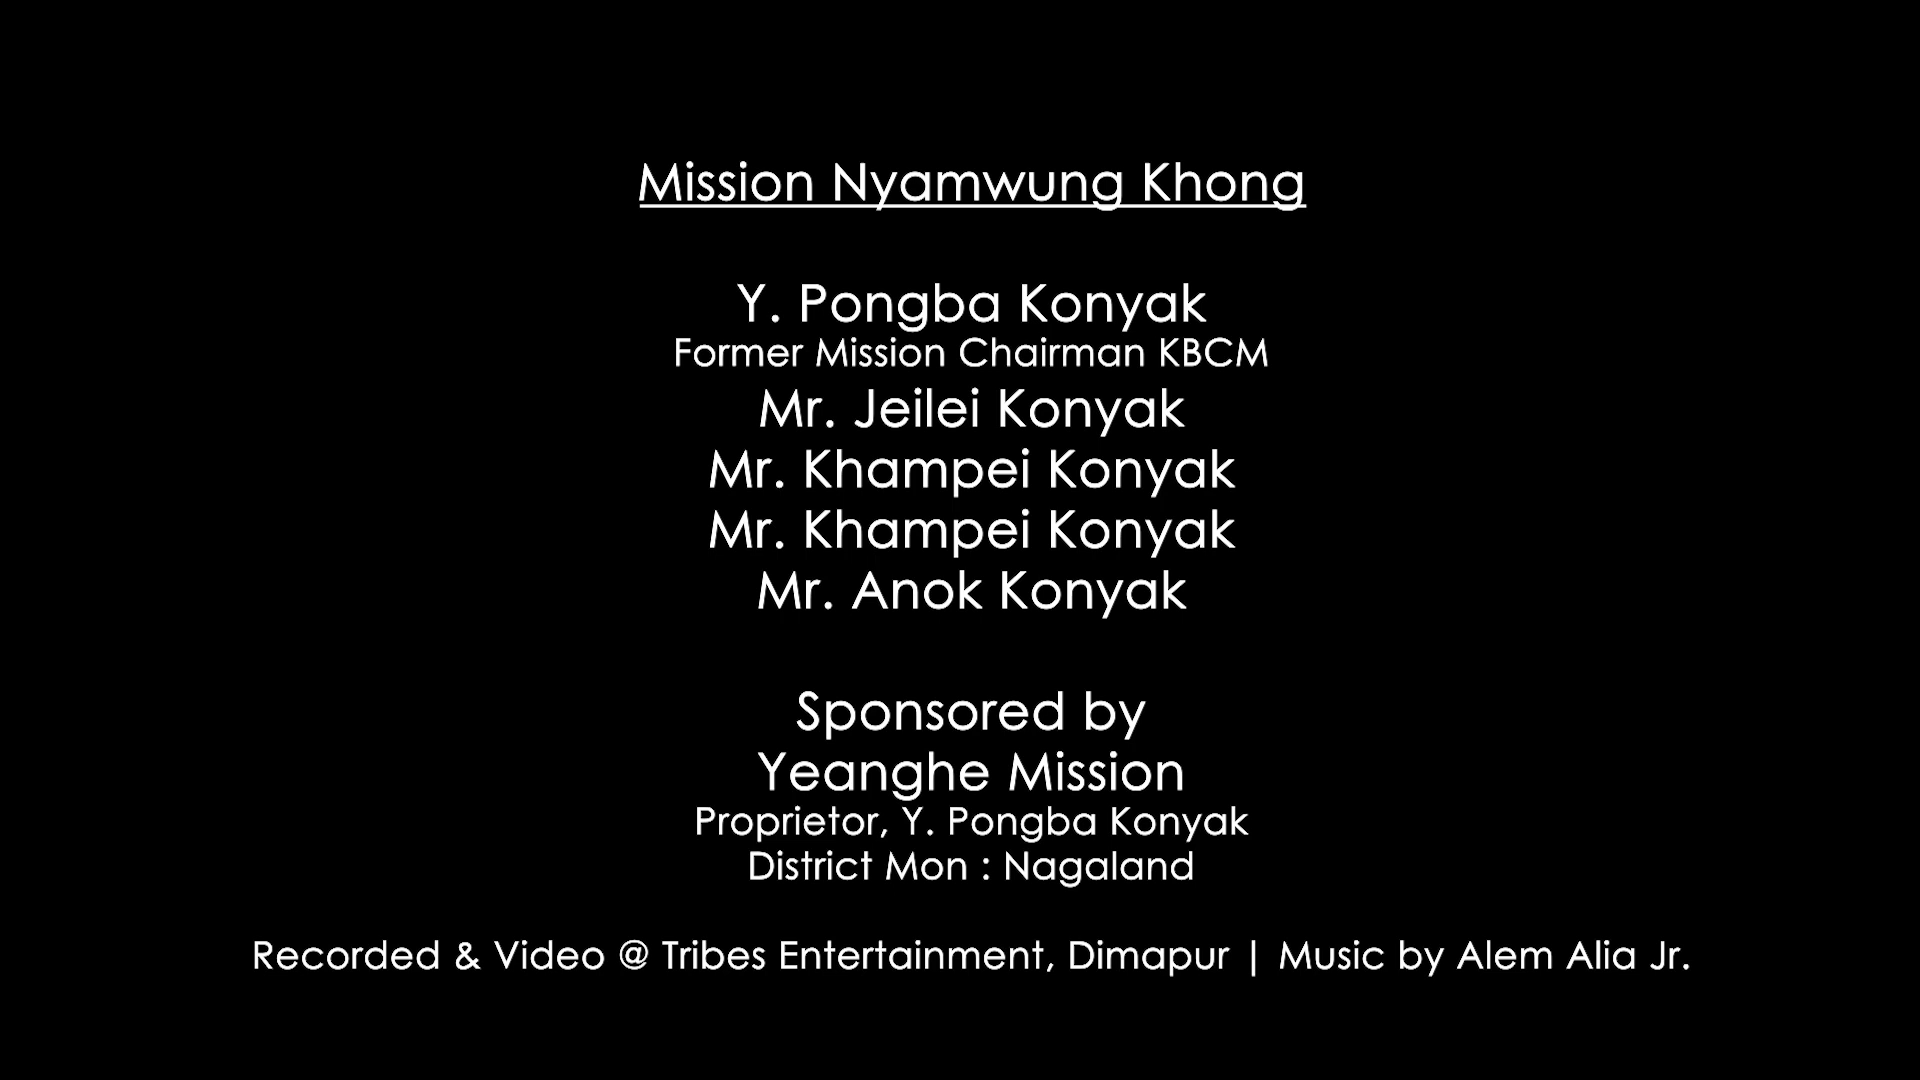 Mission Nyamwung Khong
Y. Pongba Konyak
Former Mission Chairman KBCM
Mr. Jeilei Konyak
Mr. Khampei Konyak
Mr. Khampei Konyak
Mr. Anok Konyak
Sponsored by
Yeanghe Mission
Proprietor, Y. Pongba Konyak
District Mon : Nagaland
Recorded & Video @ Tribes Entertainment, Dimapur | Music by Alem Alia Jr.